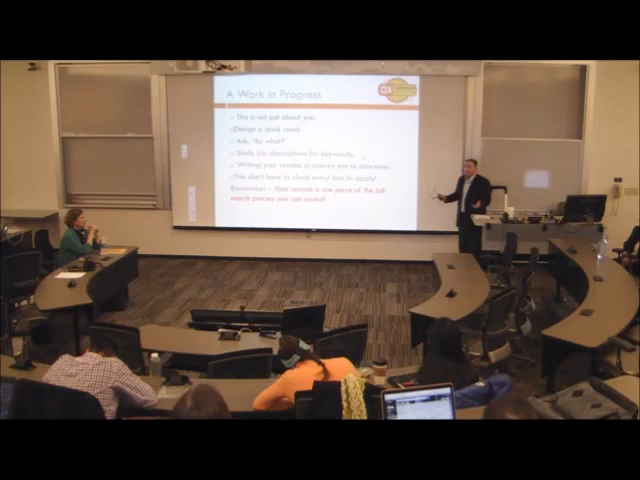 A Work in Progress
CSA
This is not just about you.
Design a quick read.
Ask, "So what?"
Study job descriptions for keywords.
Writing your resume prepares you to interview.
You don't have to check every box to apply!
Remember – Your resume is one piece of the job
search process you can control!